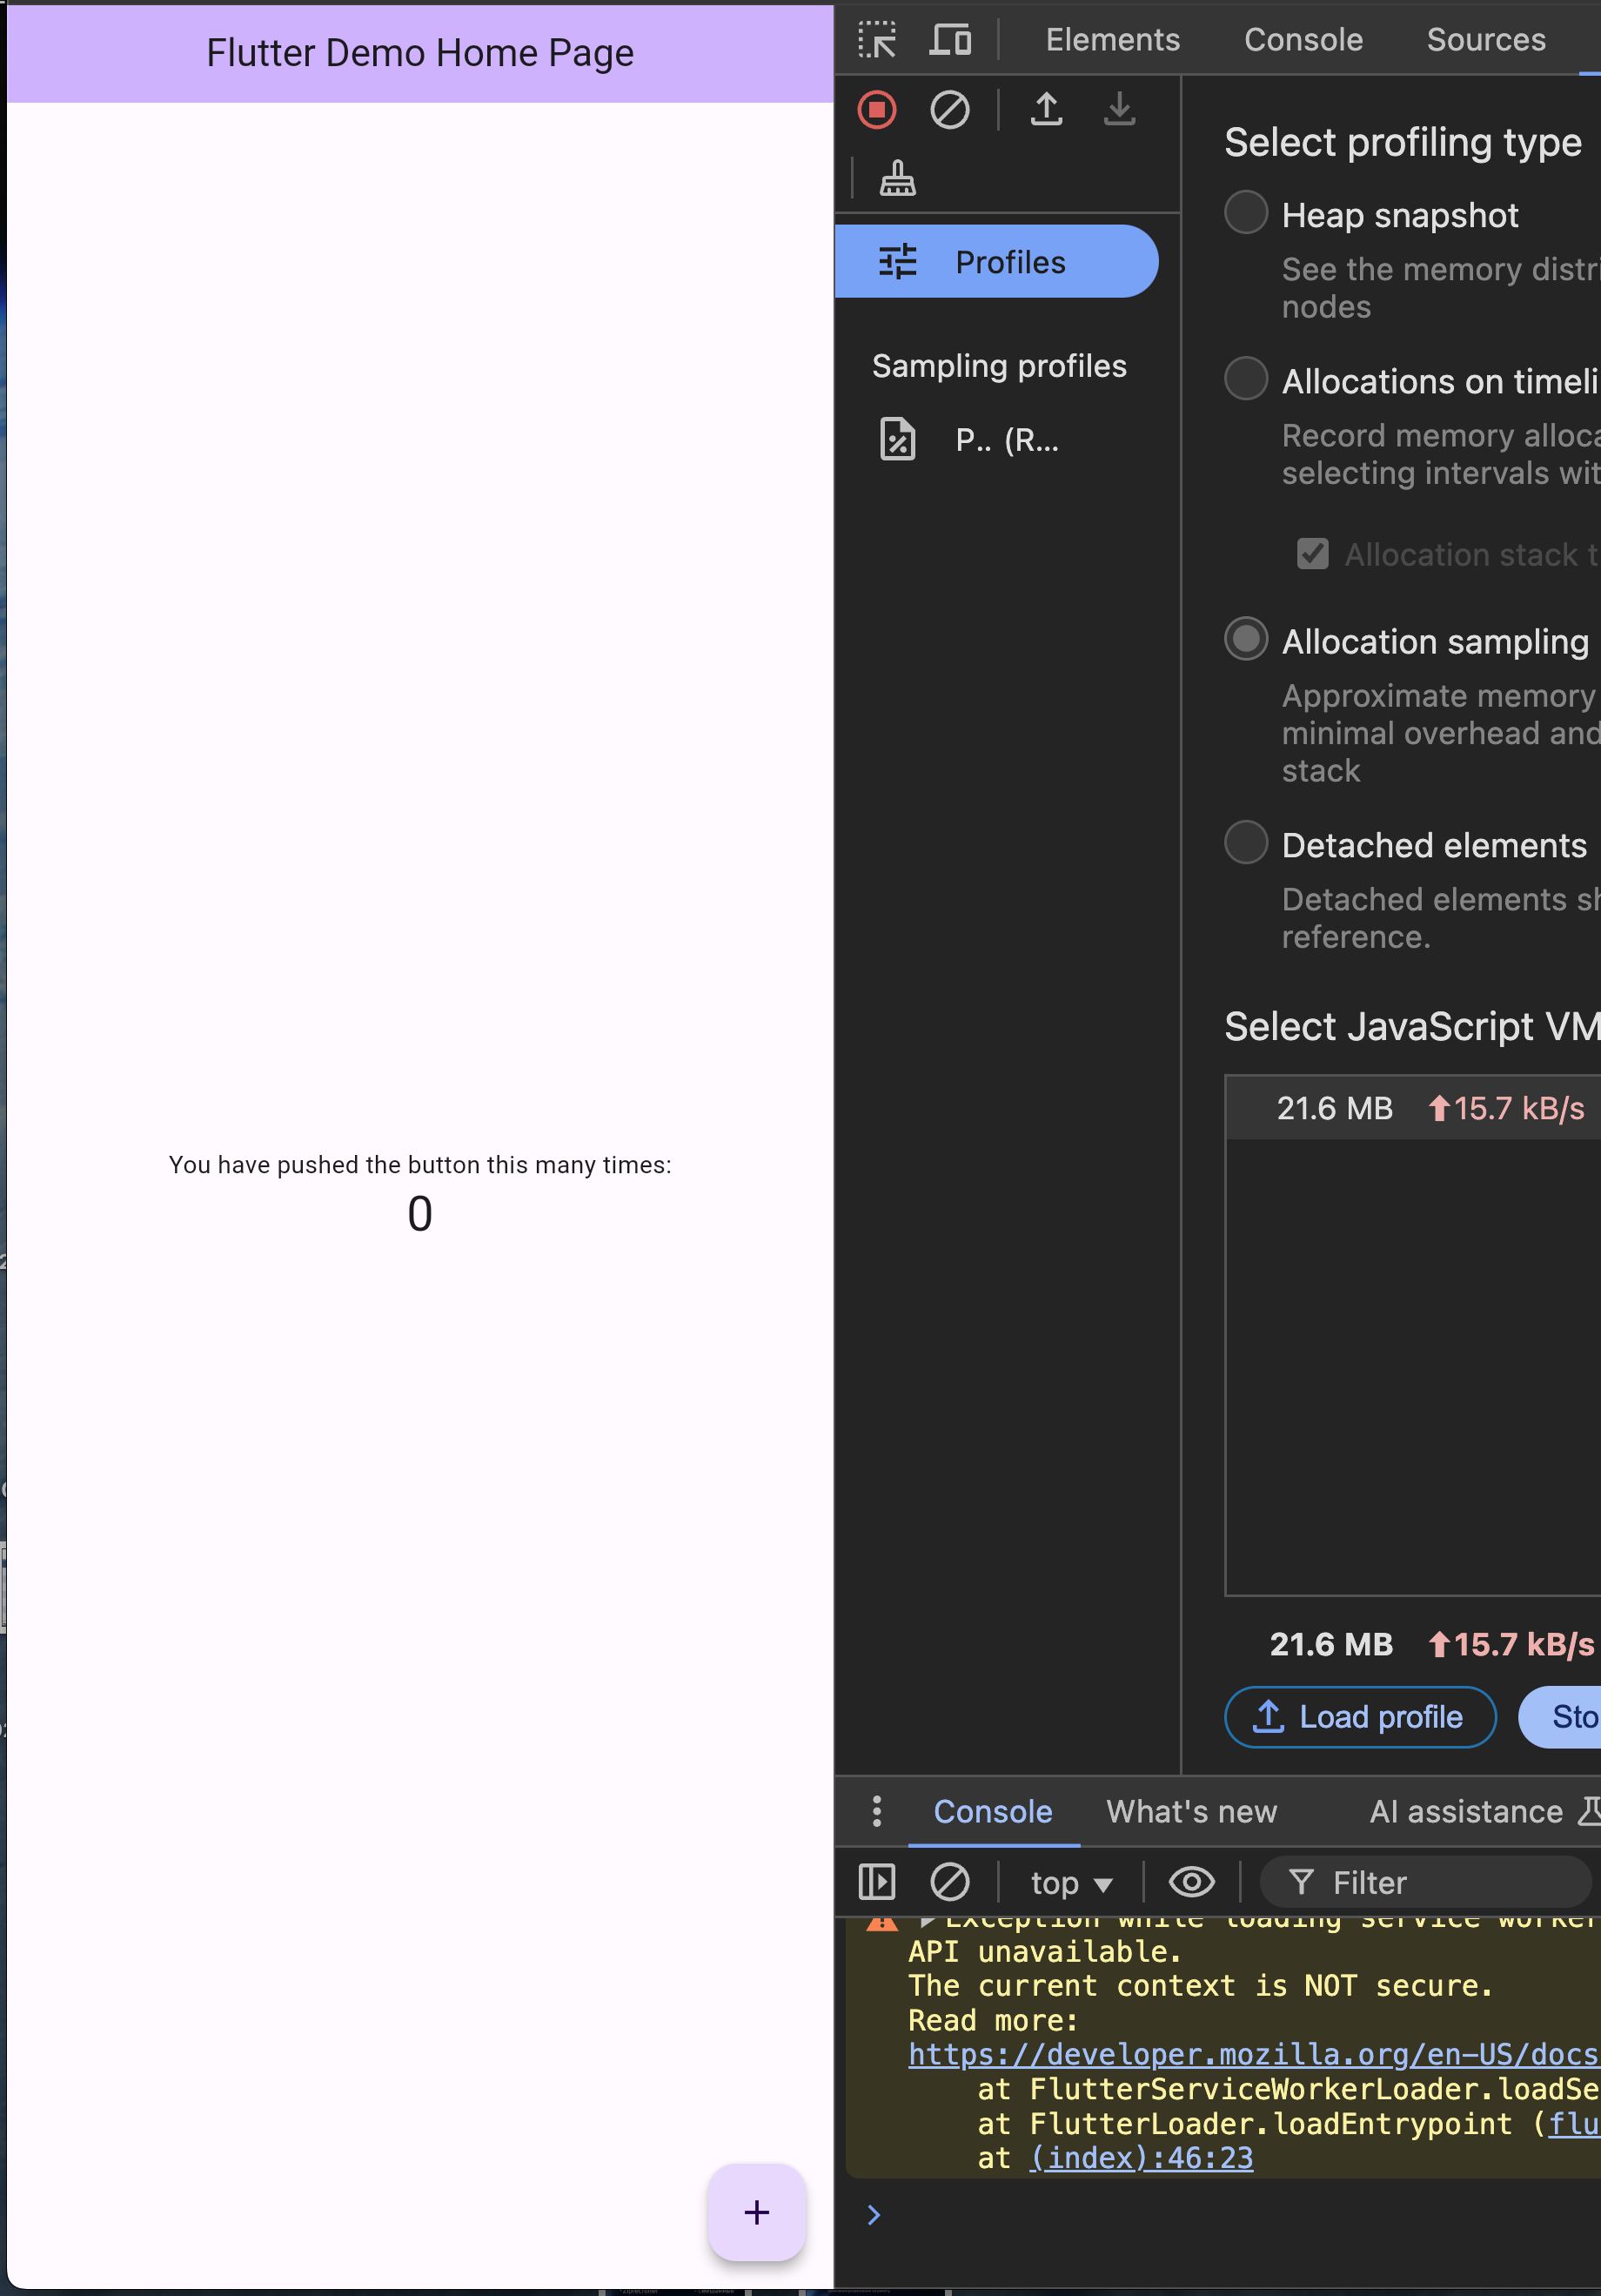 Flutter Demo Home Page
You have pushed the button this many times:
0
+
Elements Console Sources
Profiles
Sampling profiles
P.. (R...
Select profiling type
Heap snapshot
See the memory distri
nodes
Allocations on timeli
Record memory alloca
selecting intervals wit
Allocation stack t
Allocation sampling
Approximate memory
minimal overhead and
stack
Detached elements
Detached elements sh
reference.
Select JavaScript VM
21.6 MB 15.7 kB/s
21.6 MB 15.7 kB/s
Load profile Sto
Console What's new AI assistance
top Filter
Exception while loading service worker
API unavailable.
The current context is NOT secure.
Read more:
https://developer.mozilla.org/en-US/docs
at FlutterServiceWorkerLoader.loadSe
at FlutterLoader.loadEntrypoint (flu
at (index):46:23